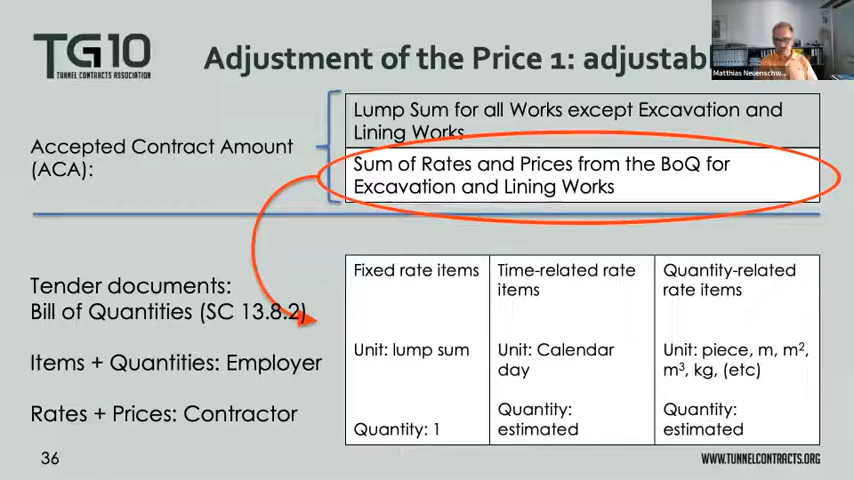 TG10
TUNNEL CONTRACTS ASSOCIATION
Adjustment of the Price 1: adjustabl
Matthias Neuenschw...
Accepted Contract Amount
(ACA):
Lump Sum for all Works except Excavation and
Lining Works
Sum of Rates and Prices from the BoQ for
Excavation and Lining Works
Tender documents:
Bill of Quantities (SC 13.8.2)
Items + Quantities: Employer
Rates + Prices: Contractor
Fixed rate items
Unit: lump sum
Quantity: 1
Time-related rate
items
Unit: Calendar
day
Quantity:
estimated
Quantity-related
rate items
Unit: piece, m, m²,
m³, kg, (etc)
Quantity:
estimated
36
WWW.TUNNELCONTRACTS.ORG